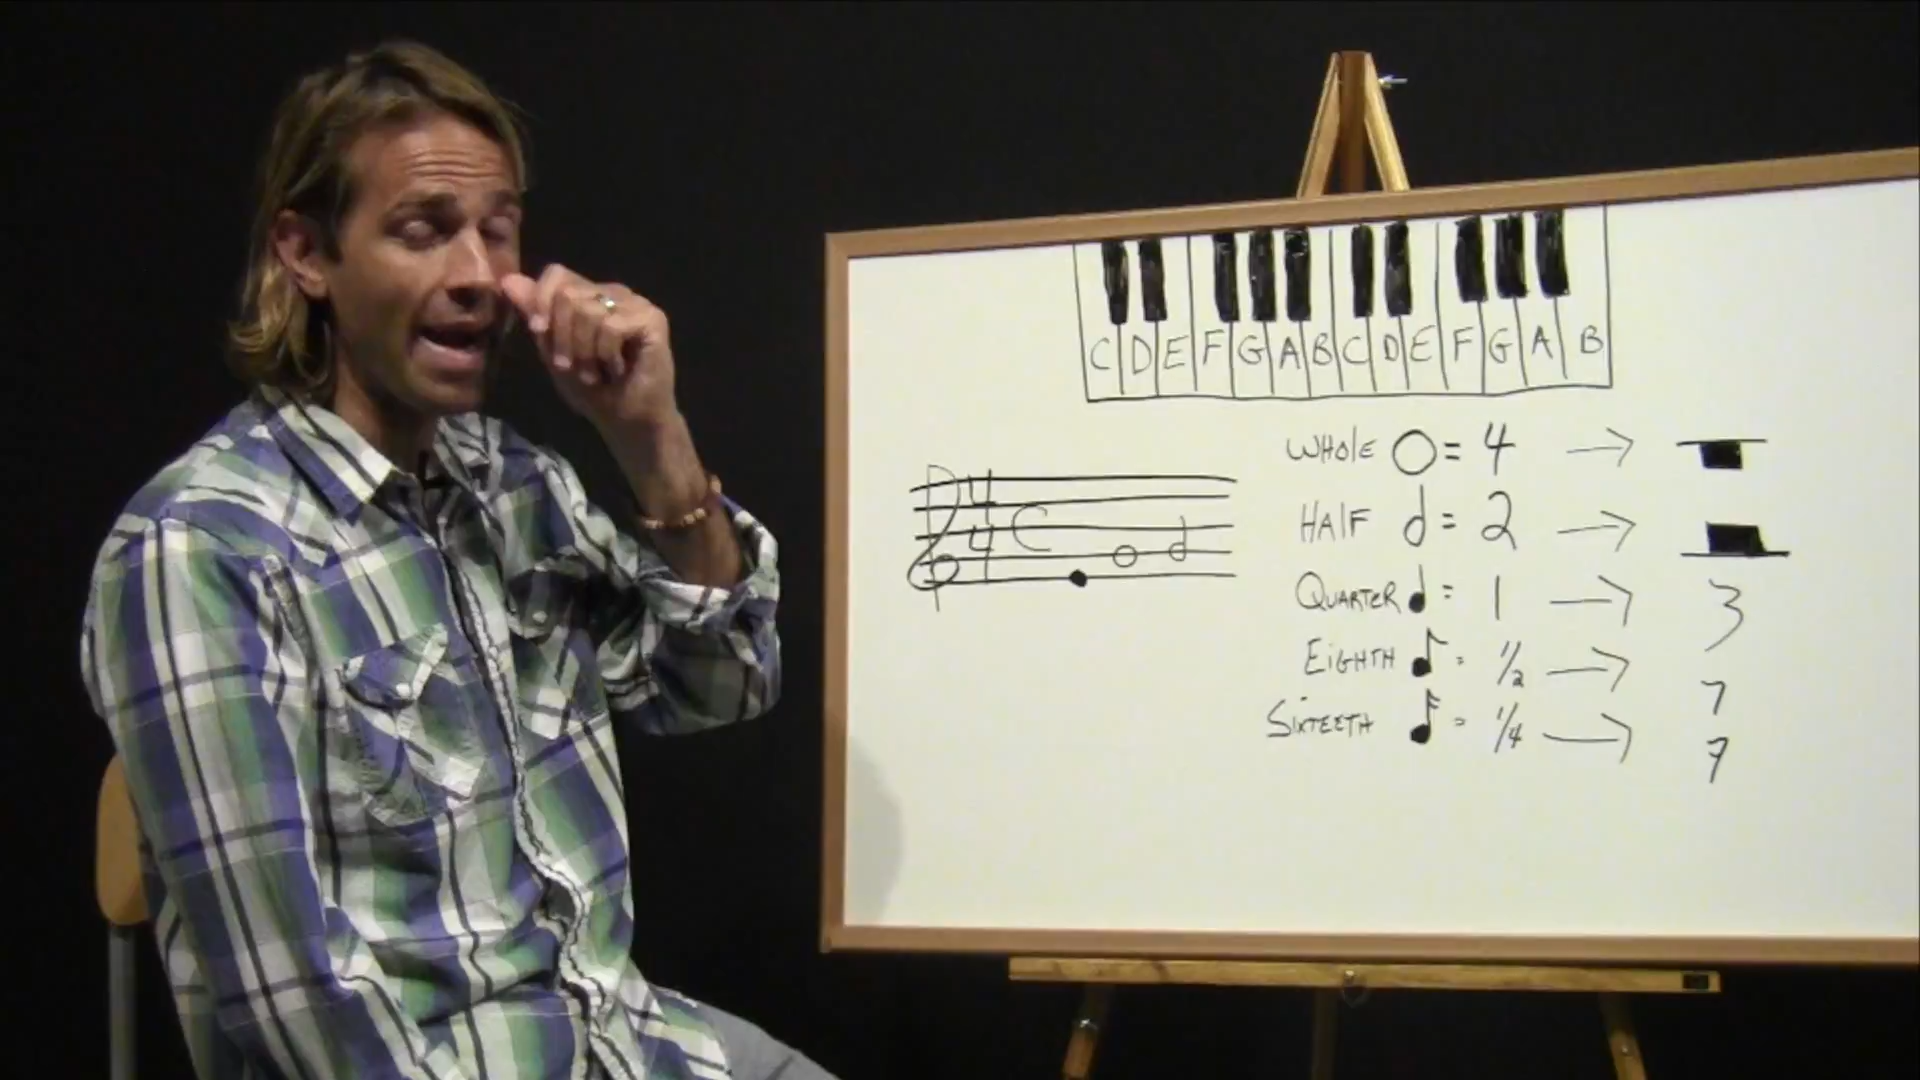 C D E F G A B C D E F G A B
4
4 C
WHOLE = 4
HALF = 2
QUARTER = 1
EIGHTH = 1/2
SIXTEETH = 1/4